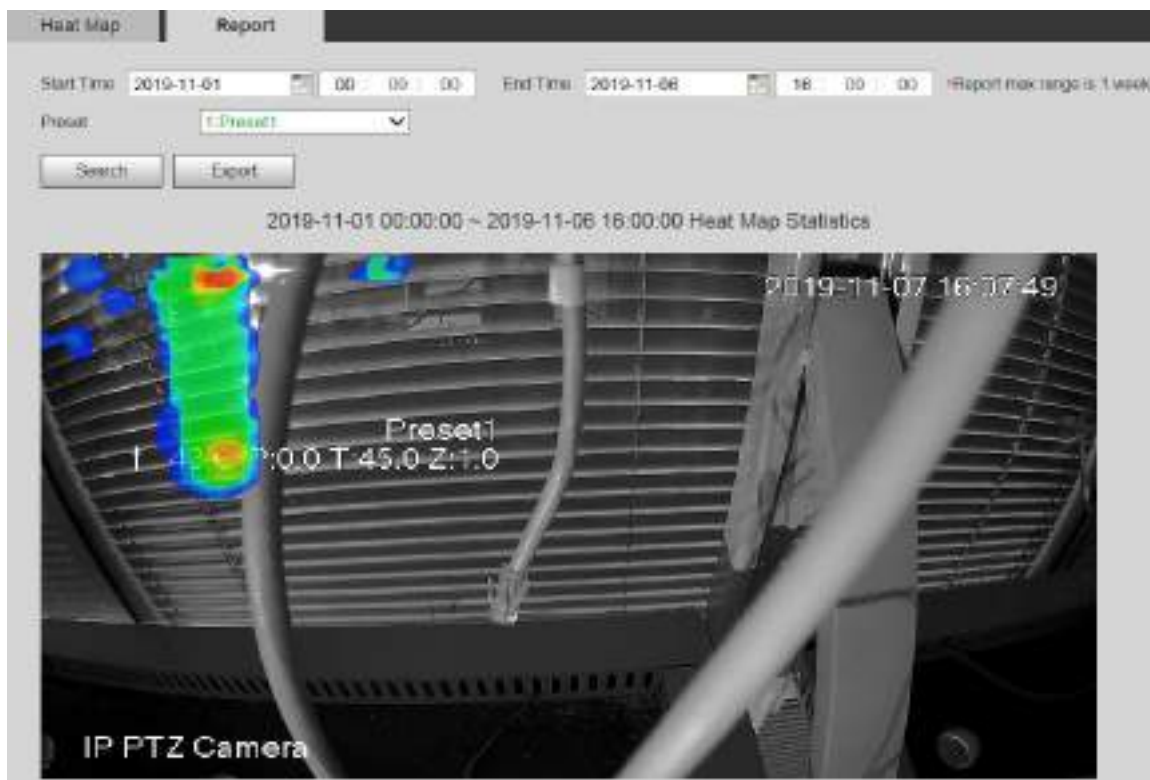 Heat Map Report
Start Time 2019-11-01 00 : 00 : 00 End Time 2019-11-06 16 : 00 : 00 *Report max range is 1 week
Preset 1:Preset1
Search Export
2019-11-01 00:00:00 ~ 2019-11-06 16:00:00 Heat Map Statistics
2019-11-07 16:07:49
Preset1
P:0.0 T:45.0 Z:1.0
IP PTZ Camera